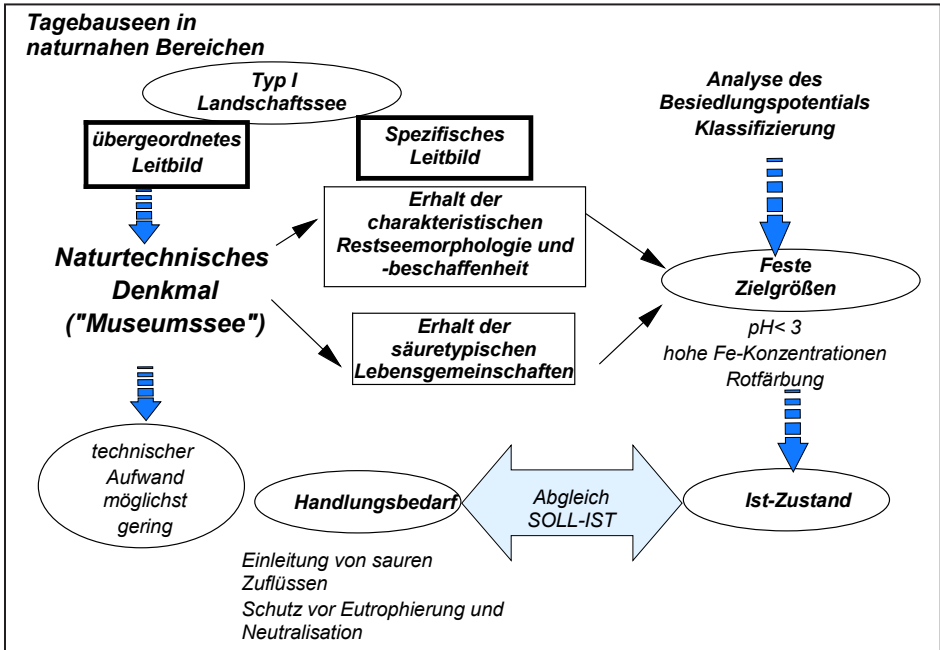 Tagebauseen in
naturnahen Bereichen
Typ I
Landschaftssee
übergeordnetes
Leitbild
Spezifisches
Leitbild
Analyse des
Besiedlungspotentials
Klassifizierung
Naturtechnisches
Denkmal
("Museumssee")
Erhalt der
charakteristischen
Restseemorphologie und
-beschaffenheit
Erhalt der
säuretypischen
Lebensgemeinschaften
Feste
Zielgrößen
pH< 3
hohe Fe-Konzentrationen
Rotfärbung
technischer
Aufwand
möglichst
gering
Handlungsbedarf
Abgleich
SOLL-IST
Ist-Zustand
Einleitung von sauren
Zuflüssen
Schutz vor Eutrophierung und
Neutralisation